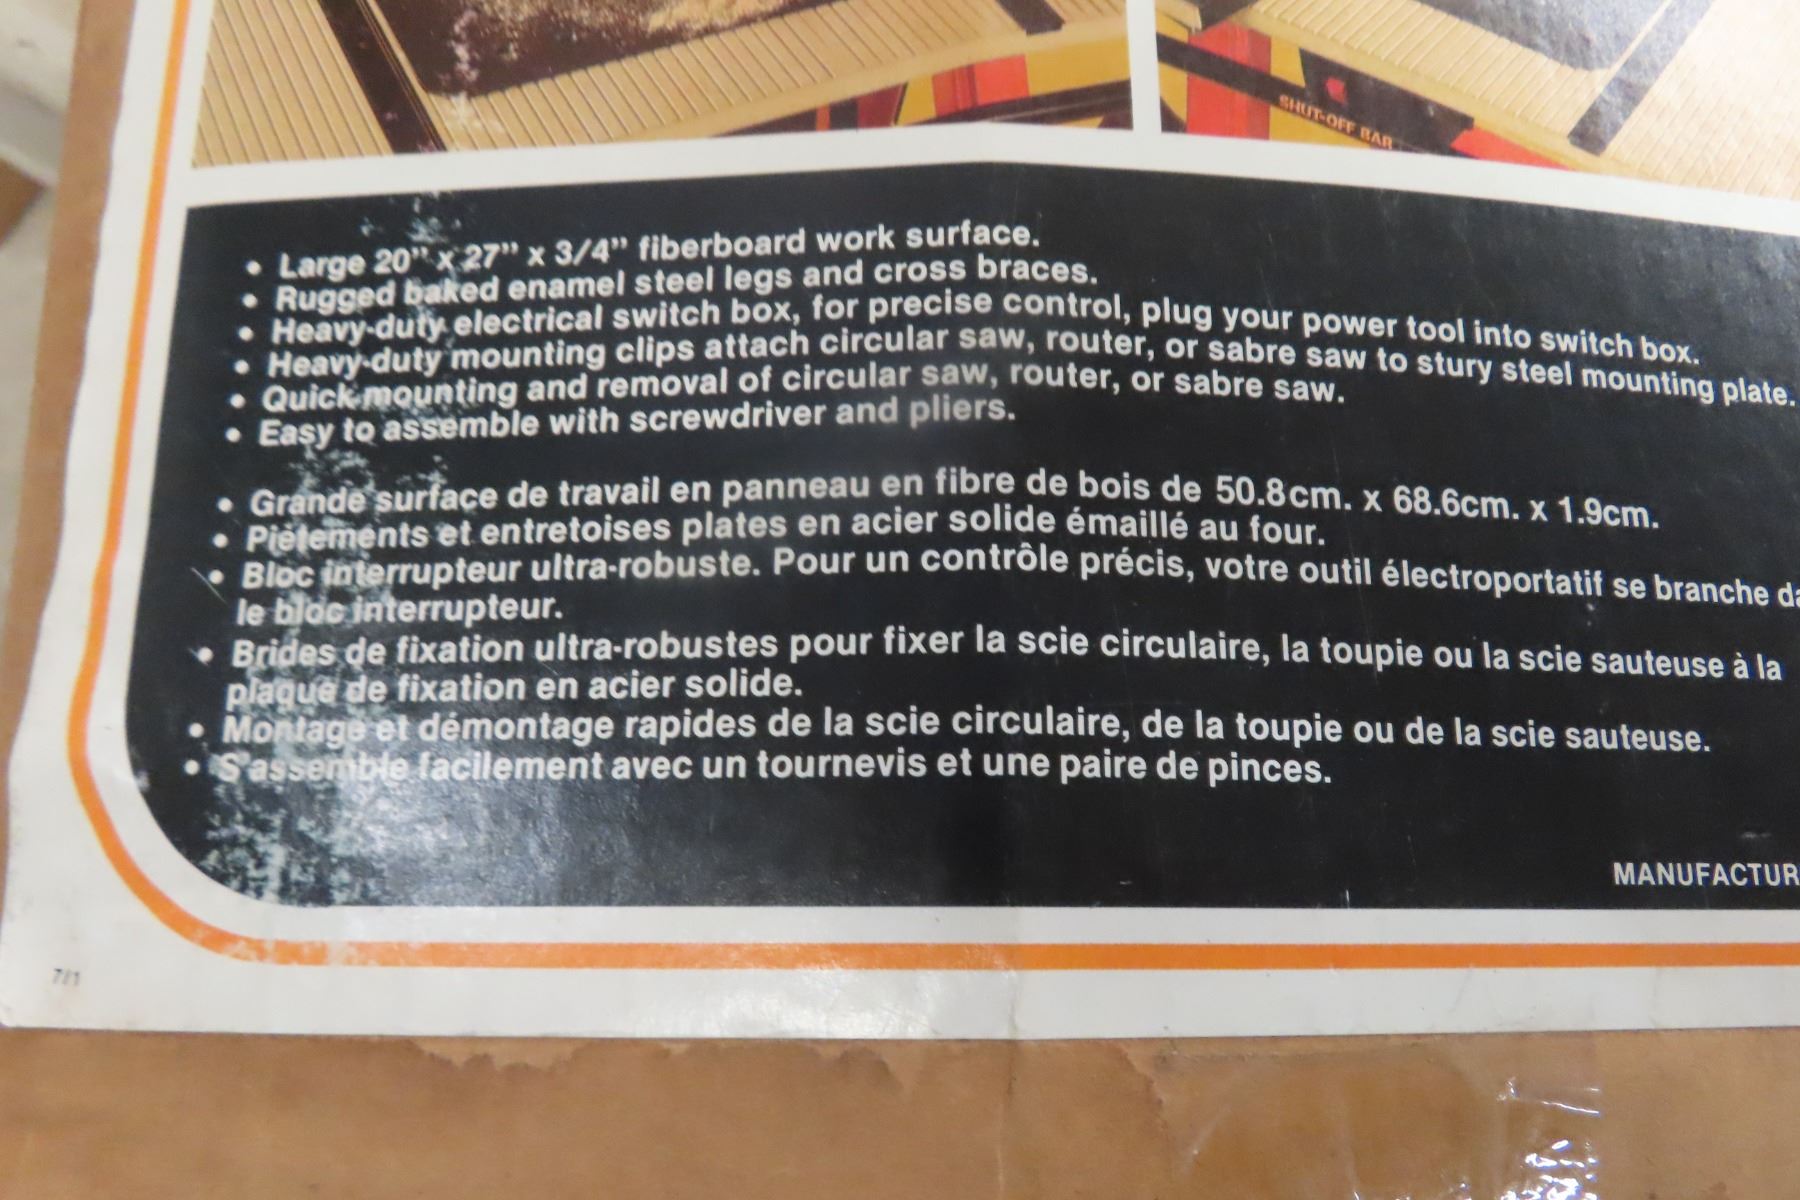 SHUT-OFF BAR
• Large 20" x 27" x 3/4" fiberboard work surface.
• Rugged baked enamel steel legs and cross braces.
• Heavy-duty electrical switch box, for precise control, plug your power tool into switch box.
• Heavy-duty mounting clips attach circular saw, router, or sabre saw to stury steel mounting plate.
• Quick mounting and removal of circular saw, router, or sabre saw.
• Easy to assemble with screwdriver and pliers.
• Grande surface de travail en panneau en fibre de bois de 50.8cm. x 68.6cm. x 1.9cm.
• Piètements et entretoises plates en acier solide émaillé au four.
• Bloc interrupteur ultra-robuste. Pour un contrôle précis, votre outil électroportatif se branche da
le bloc interrupteur.
• Brides de fixation ultra-robustes pour fixer la scie circulaire, la toupie ou la scie sauteuse à la
plaque de fixation en acier solide.
• Montage et démontage rapides de la scie circulaire, de la toupie ou de la scie sauteuse.
• S'assemble facilement avec un tournevis et une paire de pinces.
MANUFACTUR